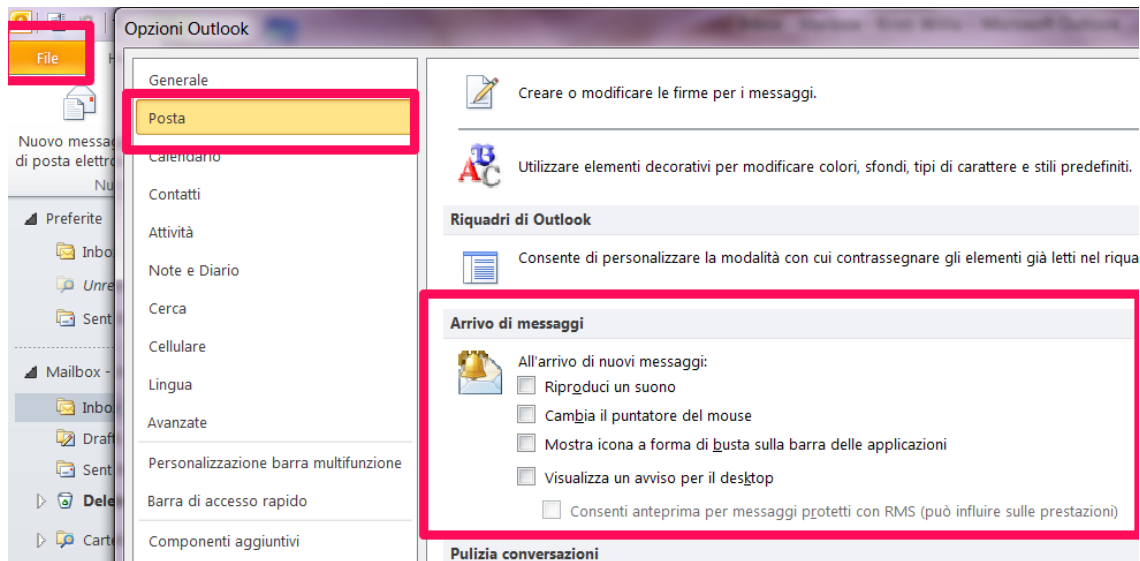 Opzioni Outlook
File
Nuovo messa
di posta elettro
Nu
Preferite
Inbo
Unre
Sent
Mailbox -
Inbo
Draft
Sent
Dele
Carte
Generale
Posta
Calendario
Contatti
Attività
Note e Diario
Cerca
Cellulare
Lingua
Avanzate
Personalizzazione barra multifunzione
Barra di accesso rapido
Componenti aggiuntivi
Creare o modificare le firme per i messaggi.
ABC
Utilizzare elementi decorativi per modificare colori, sfondi, tipi di carattere e stili predefiniti.
Riquadri di Outlook
Consente di personalizzare la modalità con cui contrassegnare gli elementi già letti nel riqua
Arrivo di messaggi
All'arrivo di nuovi messaggi:
Riproduci un suono
Cambia il puntatore del mouse
Mostra icona a forma di busta sulla barra delle applicazioni
Visualizza un avviso per il desktop
Consenti anteprima per messaggi protetti con RMS (può influire sulle prestazioni)
Pulizia conversazioni